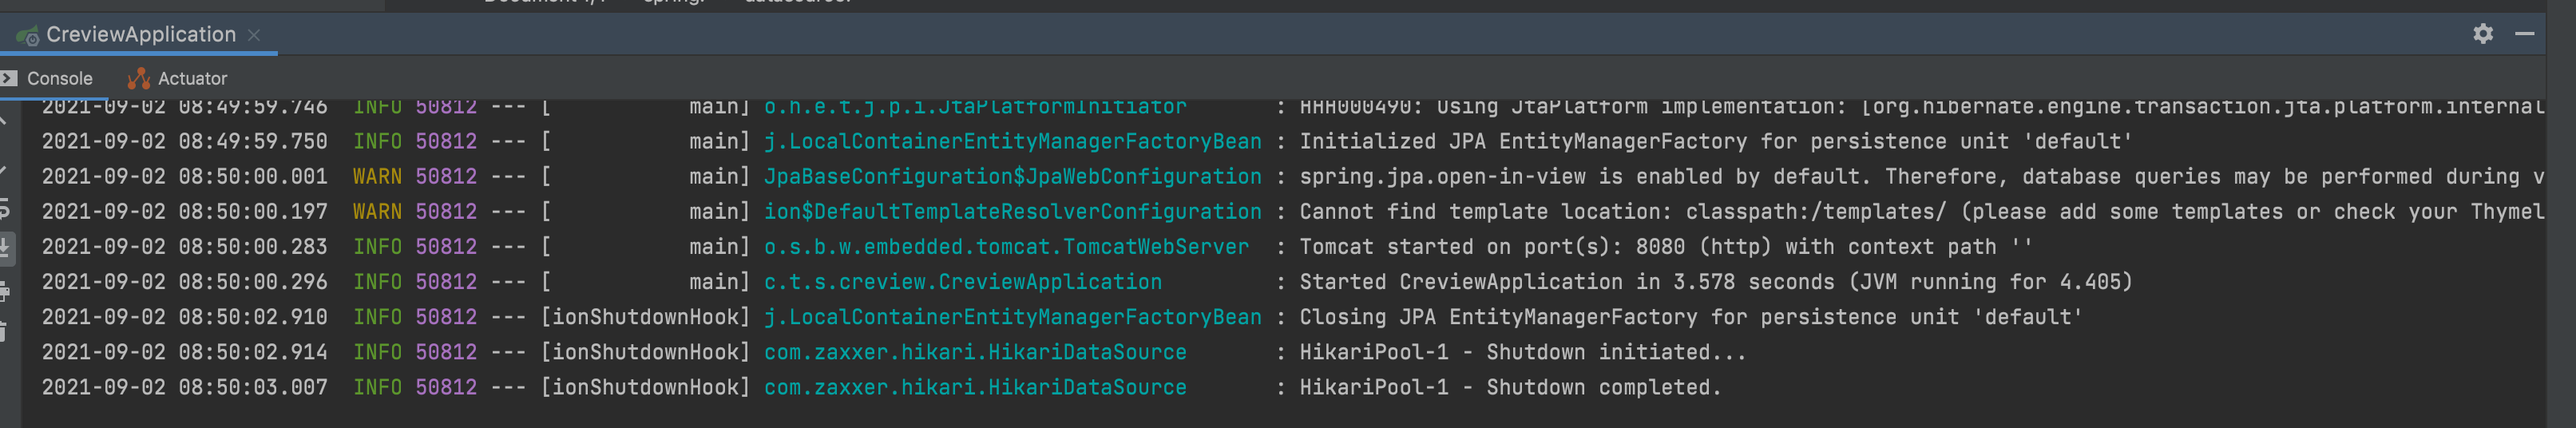 Document 1/1 spring: datasource:
CreviewApplication
Console Actuator
2021-09-02 08:49:59.746  INFO 50812 --- [           main] o.h.e.t.j.p.i.JtaPlatformInitiator       : HHH000490: Using JtaPlatform implementation: [org.hibernate.engine.transaction.jta.platform.internal
2021-09-02 08:49:59.750  INFO 50812 --- [           main] j.LocalContainerEntityManagerFactoryBean : Initialized JPA EntityManagerFactory for persistence unit 'default'
2021-09-02 08:50:00.001  WARN 50812 --- [           main] JpaBaseConfiguration$JpaWebConfiguration : spring.jpa.open-in-view is enabled by default. Therefore, database queries may be performed during v
2021-09-02 08:50:00.197  WARN 50812 --- [           main] ion$DefaultTemplateResolverConfiguration : Cannot find template location: classpath:/templates/ (please add some templates or check your Thymel
2021-09-02 08:50:00.283  INFO 50812 --- [           main] o.s.b.w.embedded.tomcat.TomcatWebServer  : Tomcat started on port(s): 8080 (http) with context path ''
2021-09-02 08:50:00.296  INFO 50812 --- [           main] c.t.s.creview.CreviewApplication         : Started CreviewApplication in 3.578 seconds (JVM running for 4.405)
2021-09-02 08:50:02.910  INFO 50812 --- [ionShutdownHook] j.LocalContainerEntityManagerFactoryBean : Closing JPA EntityManagerFactory for persistence unit 'default'
2021-09-02 08:50:02.914  INFO 50812 --- [ionShutdownHook] com.zaxxer.hikari.HikariDataSource       : HikariPool-1 - Shutdown initiated...
2021-09-02 08:50:03.007  INFO 50812 --- [ionShutdownHook] com.zaxxer.hikari.HikariDataSource       : HikariPool-1 - Shutdown completed.